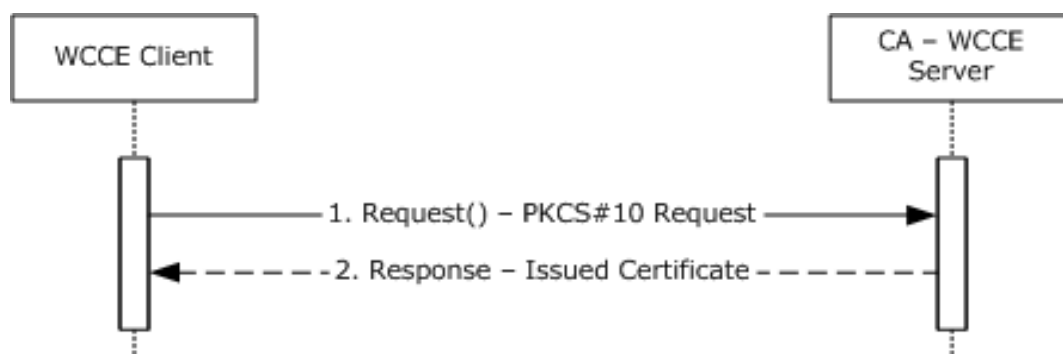 WCCE Client
CA – WCCE
Server
1. Request() – PKCS#10 Request
2. Response – Issued Certificate